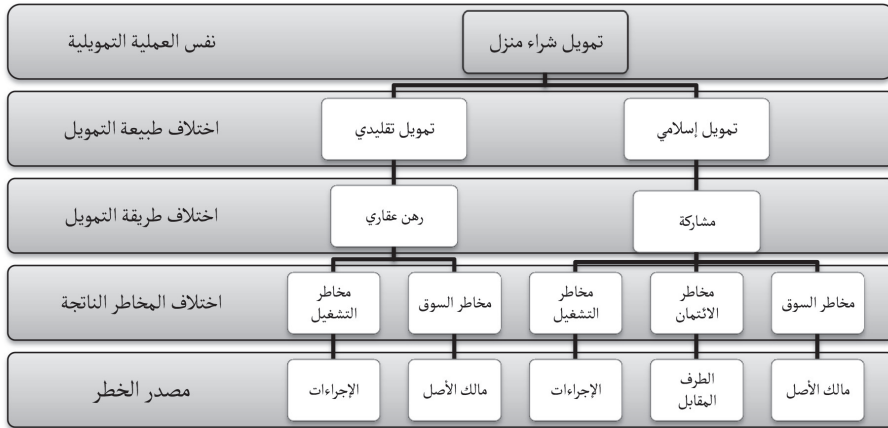 تمويل شراء منزل
نفس العملية التمويلية
تمويل إسلامي
تمويل تقليدي
اختلاف طبيعة التمويل
مشاركة
رهن عقاري
اختلاف طريقة التمويل
مخاطر السوق
مخاطر
الائتمان
مخاطر
التشغيل
مخاطر السوق
مخاطر
التشغيل
اختلاف المخاطر الناتجة
مالك الأصل
الطرف
المقابل
الإجراءات
مالك الأصل
الإجراءات
مصدر الخطر